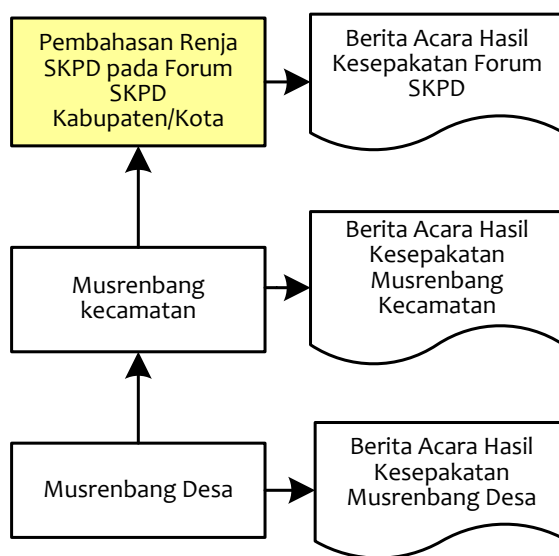 Pembahasan Renja
SKPD pada Forum
SKPD
Kabupaten/Kota
Berita Acara Hasil
Kesepakatan Forum
SKPD
Musrenbang
kecamatan
Berita Acara Hasil
Kesepakatan
Musrenbang
Kecamatan
Musrenbang Desa
Berita Acara Hasil
Kesepakatan
Musrenbang Desa